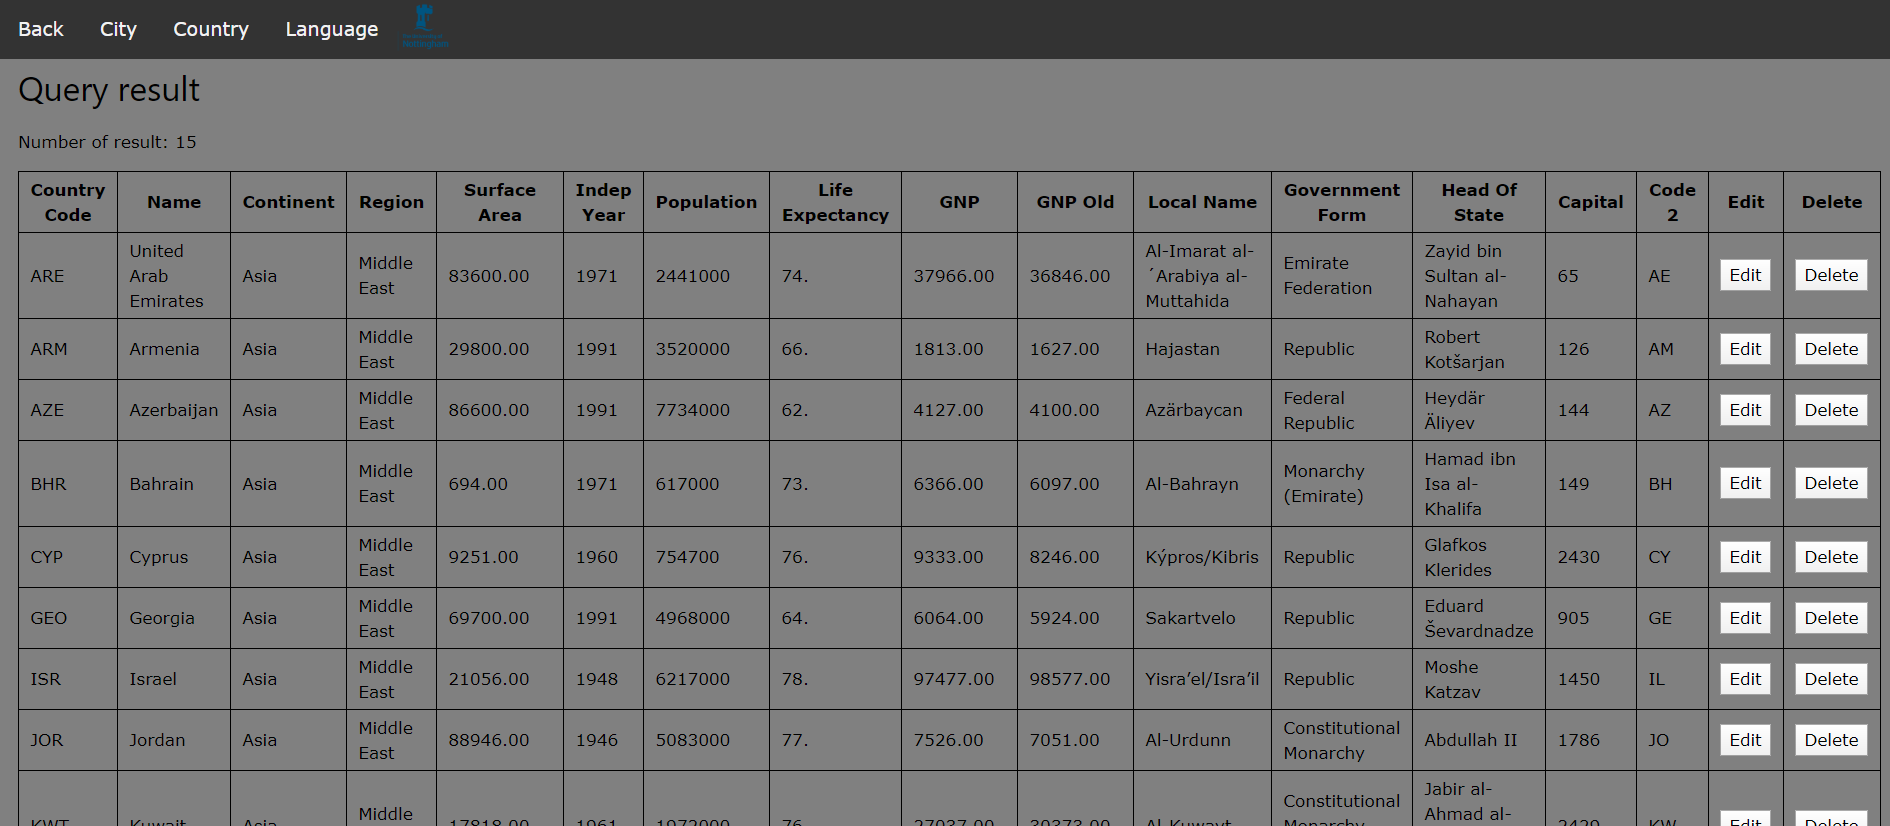 Back City Country Language
Query result
Number of result: 15
Country Code Name Continent Region Surface Area Indep Year Population Life Expectancy GNP GNP Old Local Name Government Form Head Of State Capital Code 2 Edit Delete
ARE United Arab Emirates Asia Middle East 83600.00 1971 2441000 74. 37966.00 36846.00 Al-Imarat al-´Arabiya al-Muttahida Emirate Federation Zayid bin Sultan al-Nahayan 65 AE Edit Delete
ARM Armenia Asia Middle East 29800.00 1991 3520000 66. 1813.00 1627.00 Hajastan Republic Robert Kotšarjan 126 AM Edit Delete
AZE Azerbaijan Asia Middle East 86600.00 1991 7734000 62. 4127.00 4100.00 Azärbaycan Federal Republic Heydär Äliyev 144 AZ Edit Delete
BHR Bahrain Asia Middle East 694.00 1971 617000 73. 6366.00 6097.00 Al-Bahrayn Monarchy (Emirate) Hamad ibn Isa al-Khalifa 149 BH Edit Delete
CYP Cyprus Asia Middle East 9251.00 1960 754700 76. 9333.00 8246.00 Kýpros/Kibris Republic Glafkos Klerides 2430 CY Edit Delete
GEO Georgia Asia Middle East 69700.00 1991 4968000 64. 6064.00 5924.00 Sakartvelo Republic Eduard Ševardnadze 905 GE Edit Delete
ISR Israel Asia Middle East 21056.00 1948 6217000 78. 97477.00 98577.00 Yisra’el/Isra’il Republic Moshe Katzav 1450 IL Edit Delete
JOR Jordan Asia Middle East 88946.00 1946 5083000 77. 7526.00 7051.00 Al-Urdunn Constitutional Monarchy Abdullah II 1786 JO Edit Delete
KWT Kuwait Asia Middle 17818.00 1961 1972000 76. 27037.00 30373.00 Al-Kuwayt Constitutional Monarchy Jabir al-Ahmad al- 2429 KW Edit Delete